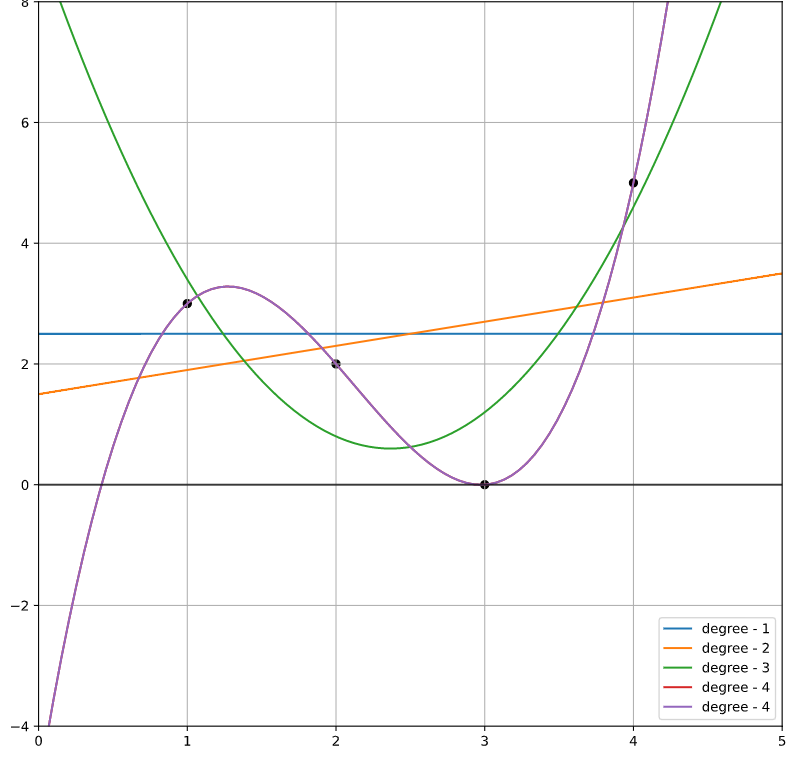 8
6
4
2
0
−2
−4
0 1 2 3 4 5
degree - 1
degree - 2
degree - 3
degree - 4
degree - 4